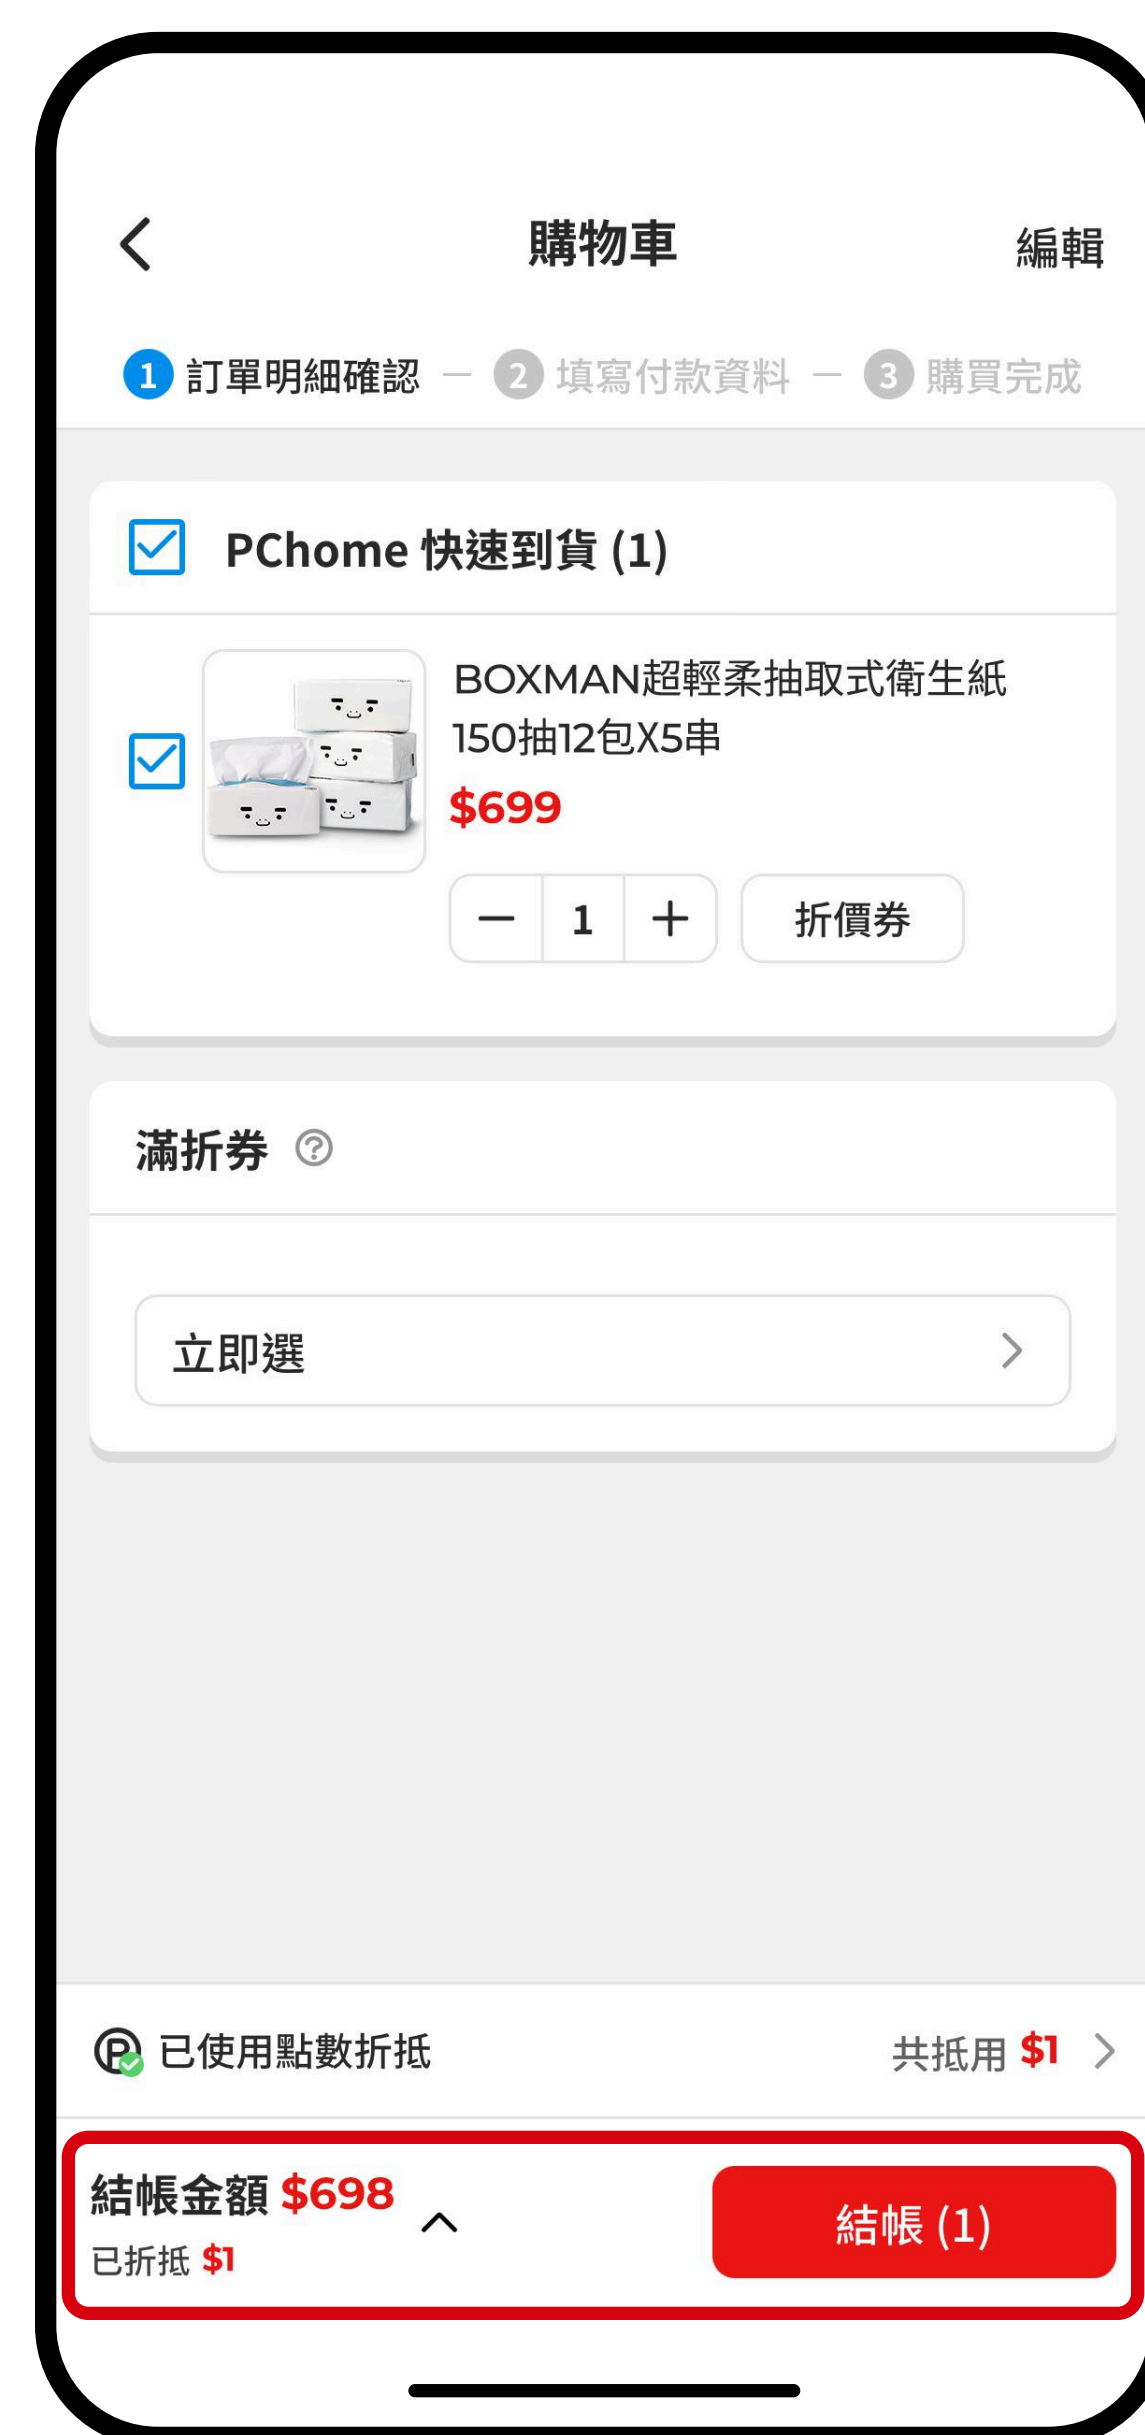 購物車
編輯
1 訂單明細確認 – 2 填寫付款資料 – 3 購買完成
PChome 快速到貨 (1)
BOXMAN超輕柔抽取式衛生紙
150抽12包X5串
$699
1
折價券
滿折券 ?
立即選
已使用點數折抵
共抵用 $1
結帳金額 $698
已折抵 $1
結帳 (1)